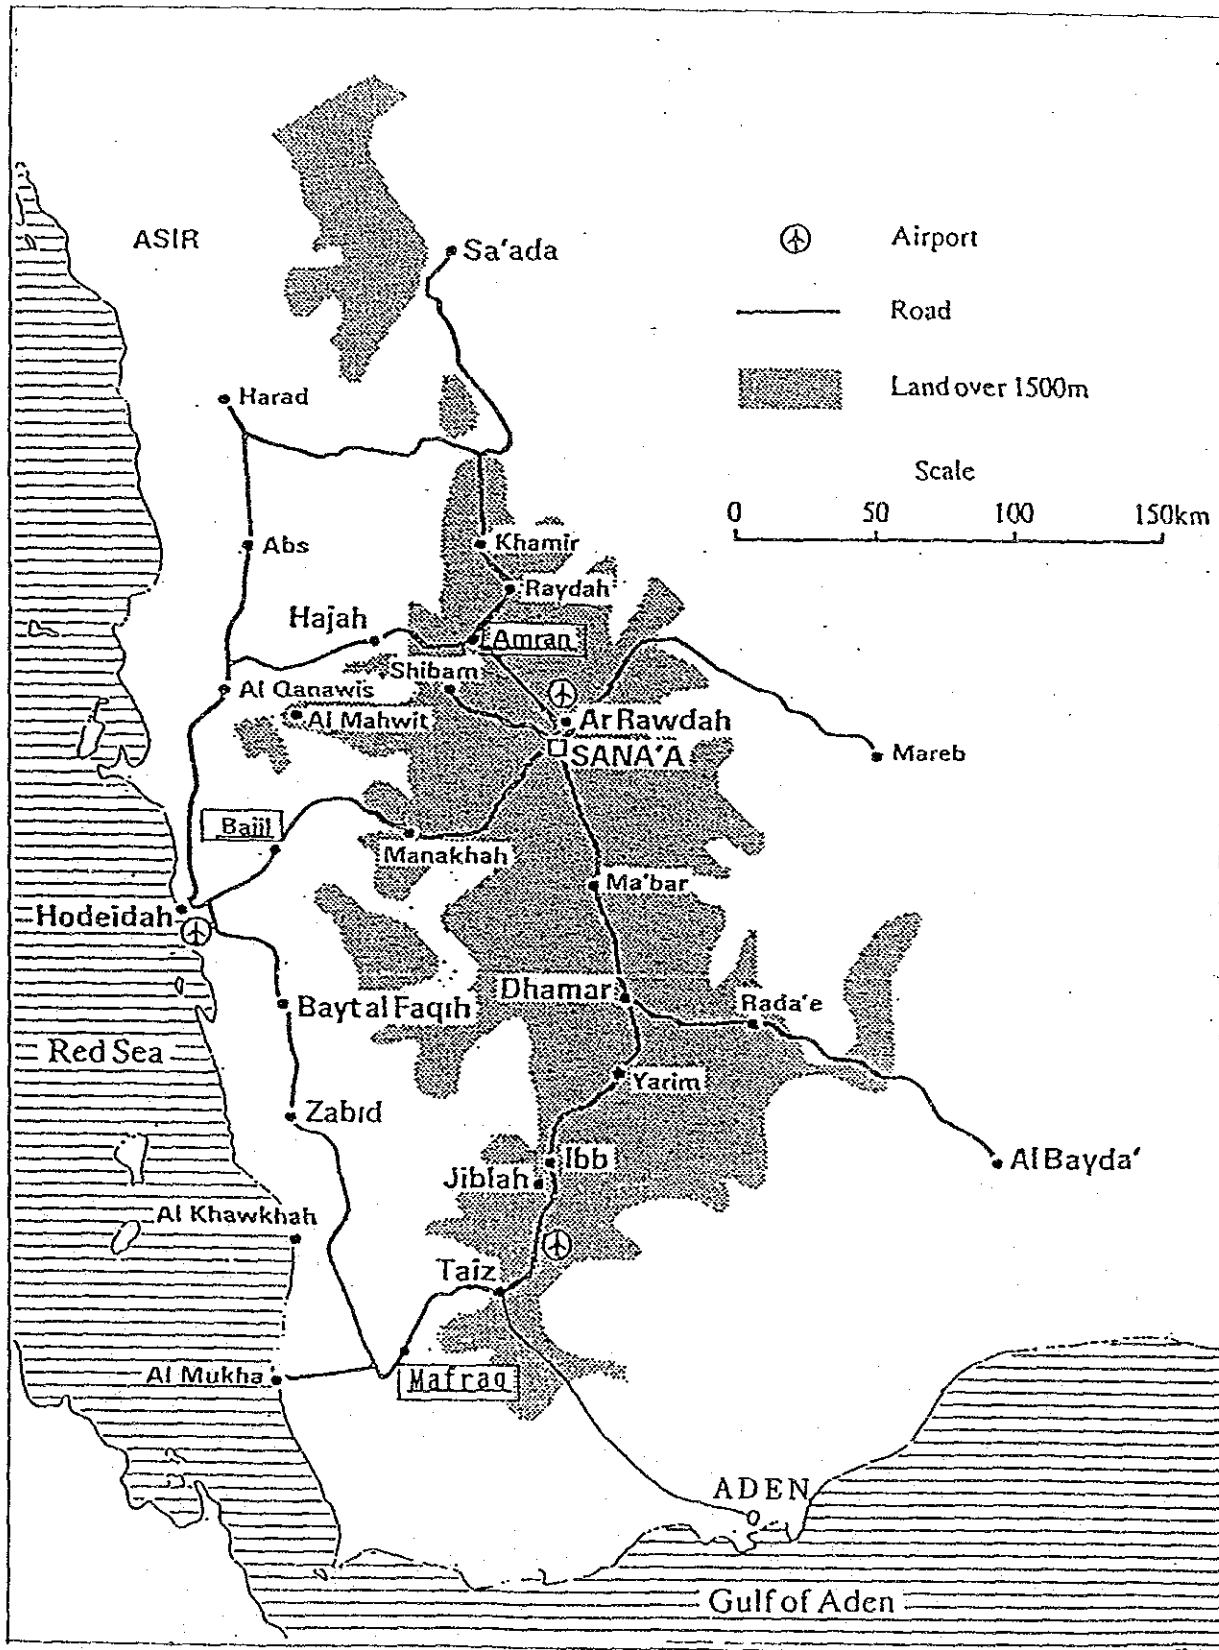 ASIR
Sa'ada
Airport
Road
Land over 1500m
Scale
0 50 100 150km
Harad
Abs
Khamir
Raydah
Hajah
Amran
Shibam
Al Qanawis
Al Mahwit
Ar Rawdah
SANA'A
Mareb
Bajil
Manakhah
Ma'bar
Hodeidah
Dhamar
Rada'e
Bayt al Faqih
Red Sea
Yarim
Zabid
Ibb
Jiblah
Al Bayda'
Al Khawkhah
Taiz
Al Mukha
Mafraq
ADEN
Gulf of Aden